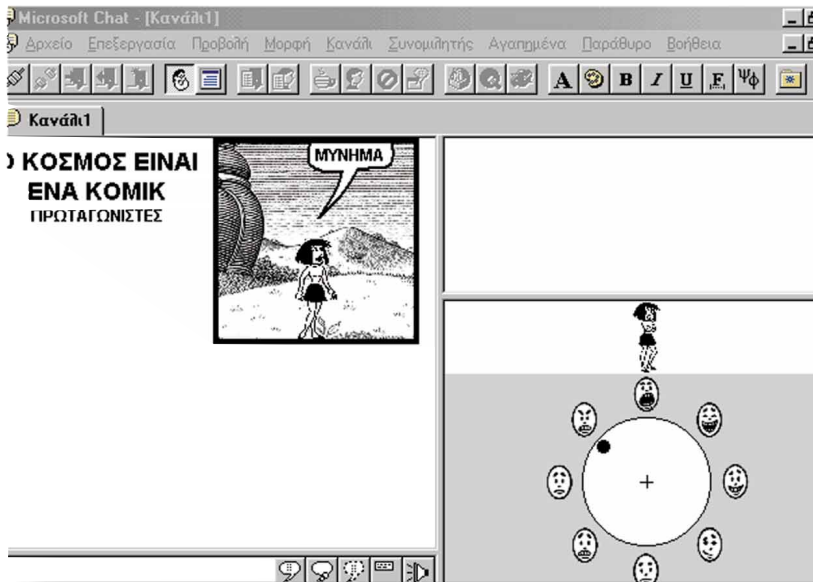 Microsoft Chat - [Κανάλι1]
Αρχείο Επεξεργασία Προβολή Μορφή Κανάλι Συνομιλητής Αγαπημένα Παράθυρο Βοήθεια
A B I U F Ψφ
Κανάλι1
Ο ΚΟΣΜΟΣ ΕΙΝΑΙ
ΕΝΑ ΚΟΜΙΚ
ΠΡΩΤΑΓΩΝΙΣΤΕΣ
ΜΥΝΗΜΑ